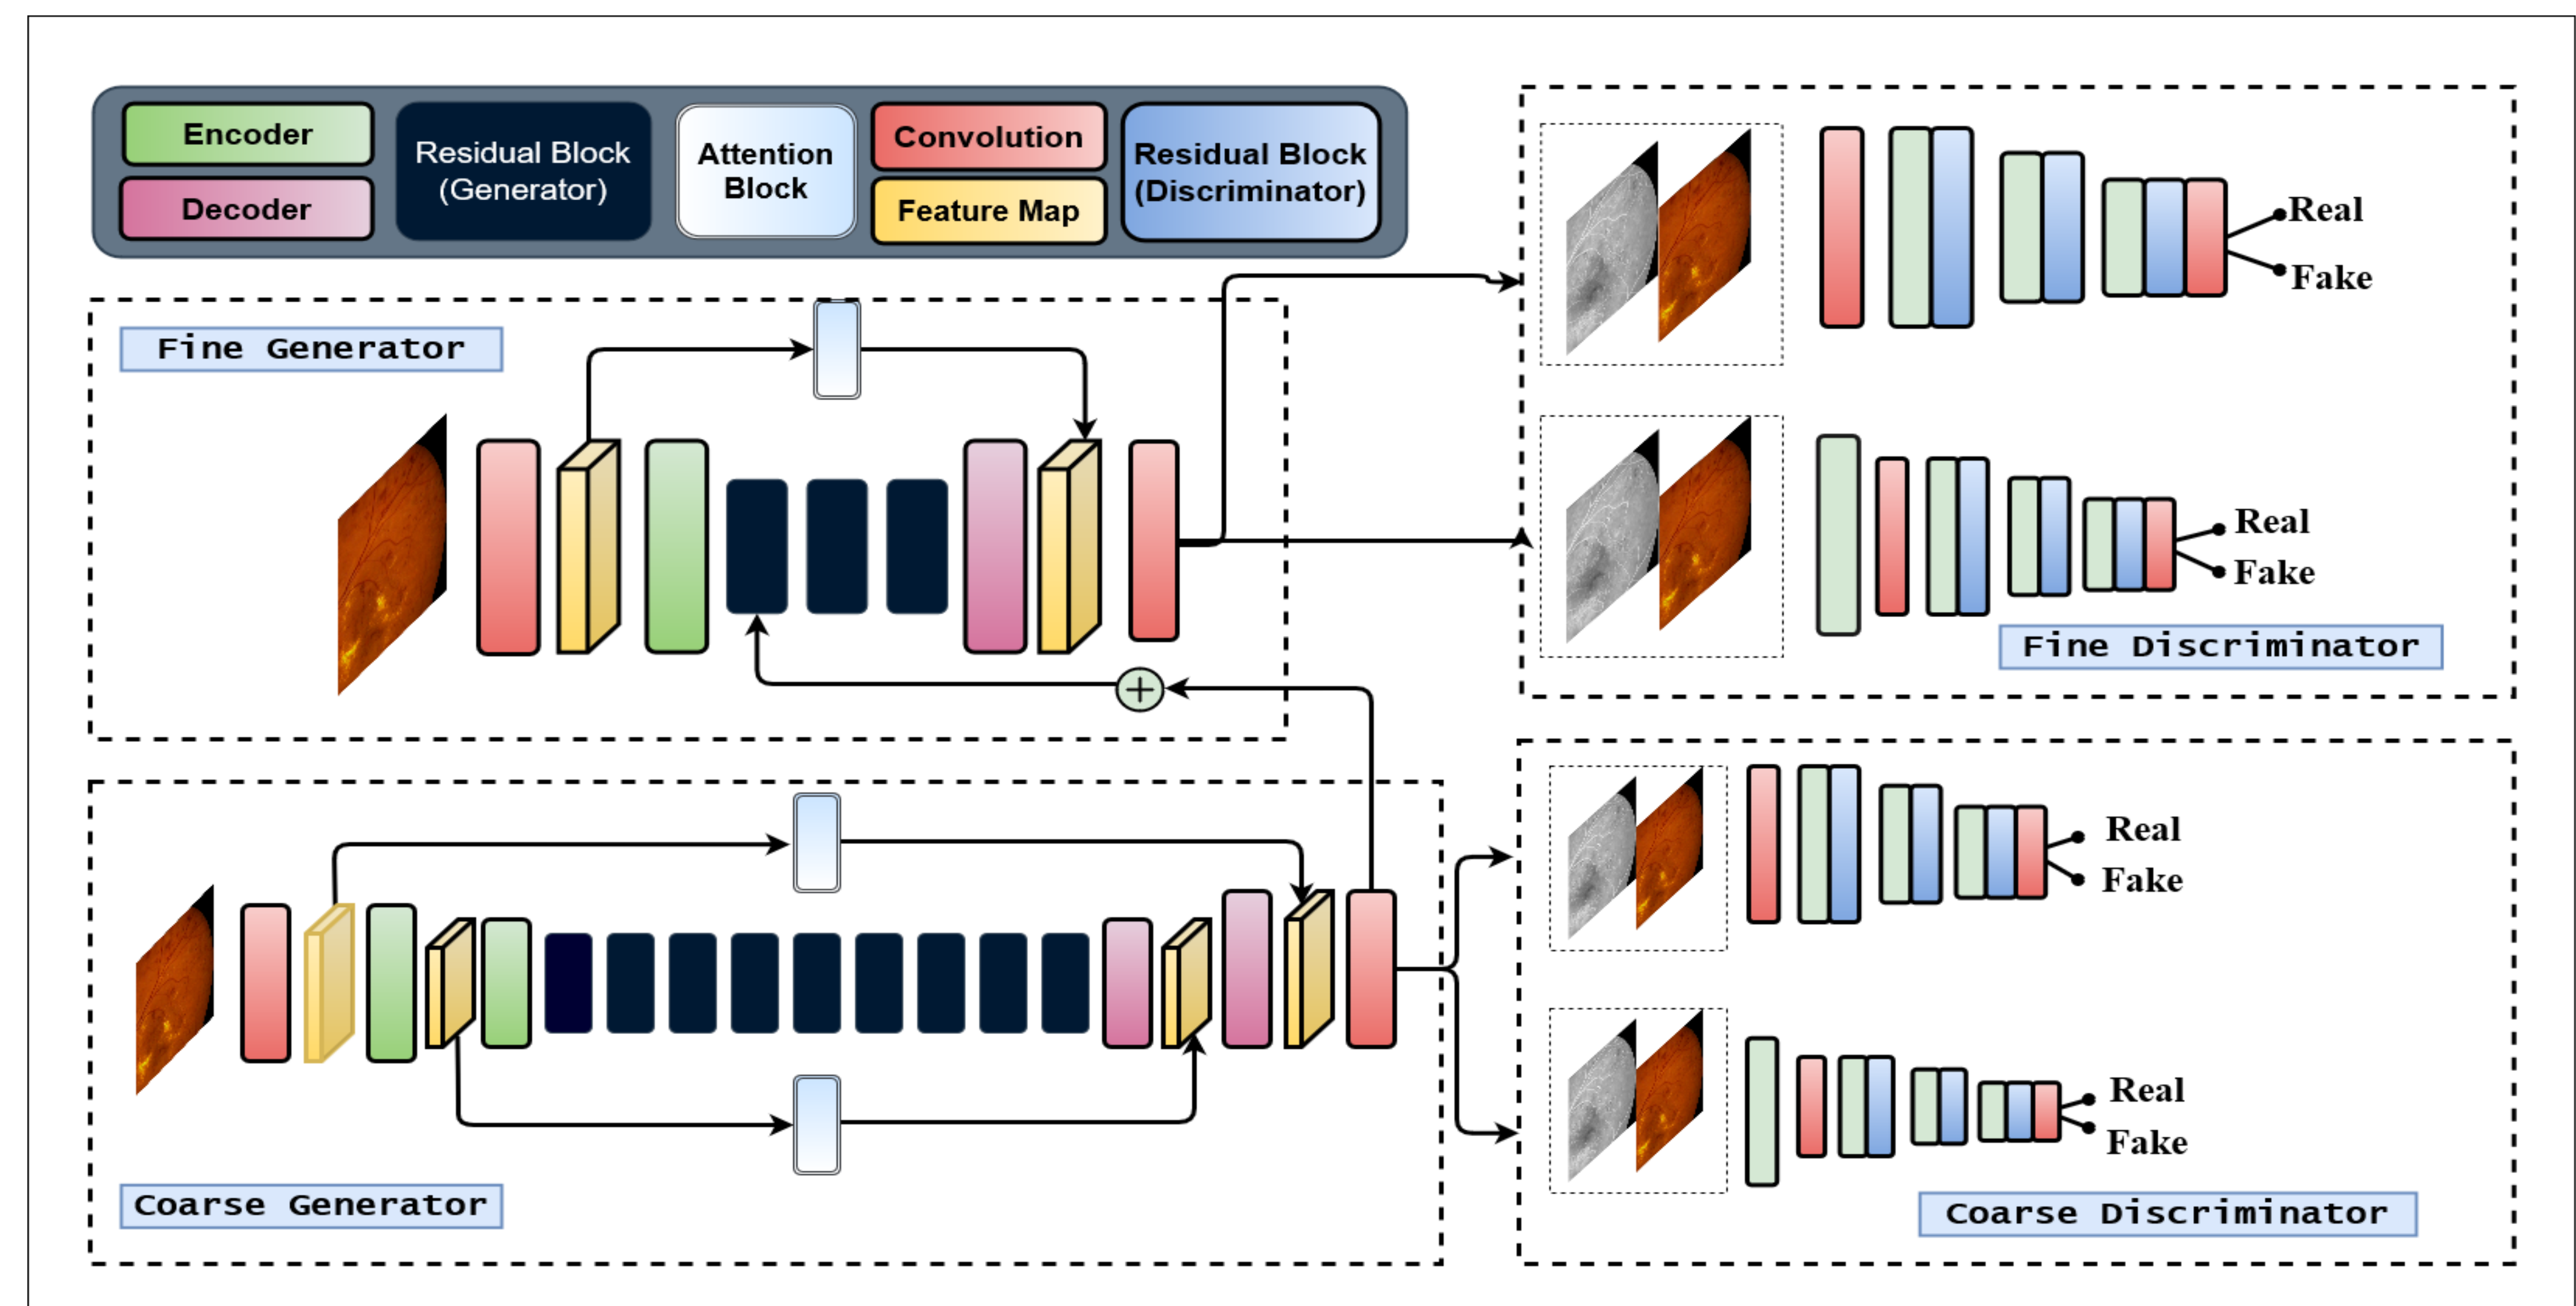 Encoder
Decoder
Residual Block
(Generator)
Attention
Block
Convolution
Feature Map
Residual Block
(Discriminator)
Fine Generator
Real
Fake
Real
Fake
Fine Discriminator
Coarse Generator
Real
Fake
Real
Fake
Coarse Discriminator